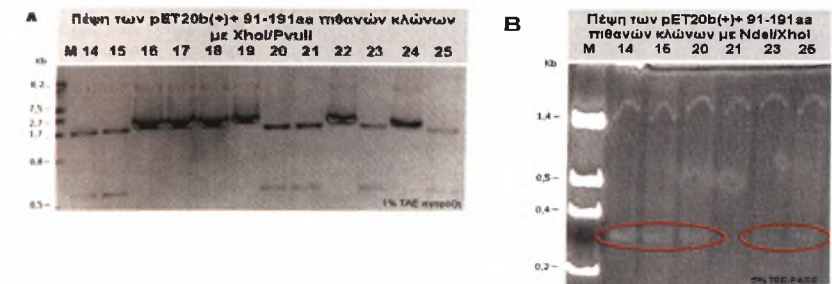 A
Πέψη των pET20b(+)+ 91-191aa πιθανών κλώνων
με XhoI/PvuII
M 14 15 16 17 18 19 20 21 22 23 24 25
Kb
8,2
7,5
2,7
1,7
0,8
0,5
1% TAE αγαρόζη
B
Πέψη των pET20b(+)+ 91-191aa
πιθανών κλώνων με NdeI/XhoI
M 14 15 20 21 23 25
Kb
1,4
0,5
0,4
0,2